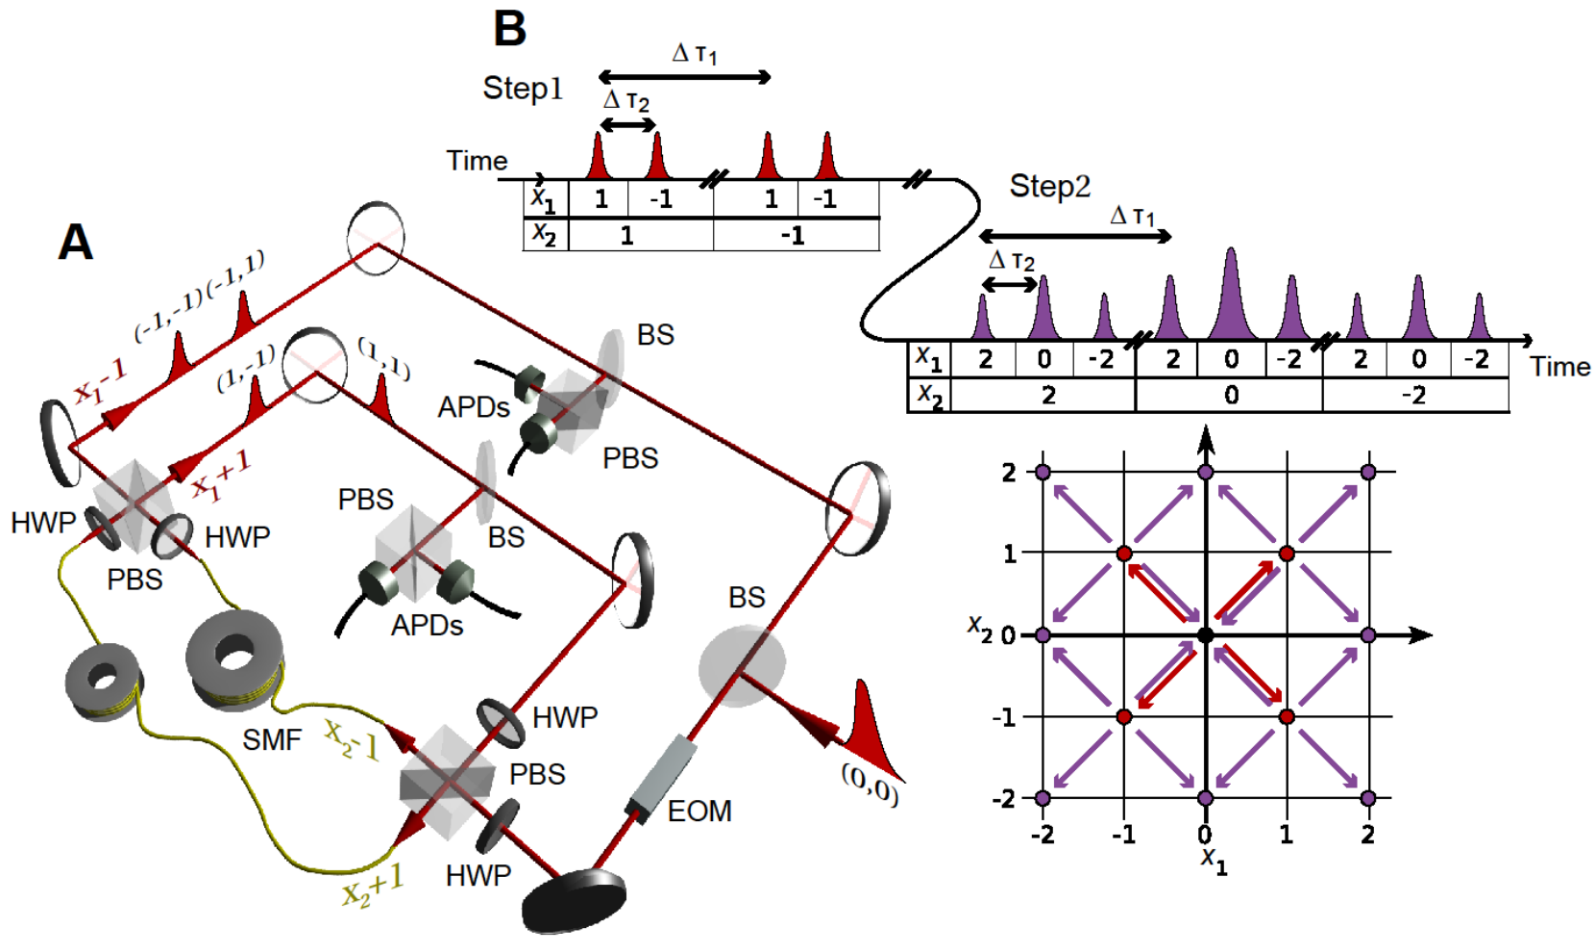 B
Step1
Δ τ1
Δ τ2
Time
x1 1 -1 1 -1
x2 1 -1
Step2
Δ τ1
Δ τ2
x1 2 0 -2 2 0 -2 2 0 -2
Time
x2 2 0 -2
A
(-1,-1) (-1,1)
x1-1
(1,-1)
(1,1)
x1+1
BS
APDs
PBS
PBS
BS
APDs
HWP
HWP
PBS
SMF
x2-1
x2+1
HWP
PBS
HWP
BS
EOM
(0,0)
2
1
x2 0
-1
-2
-2 -1 0 1 2
x1